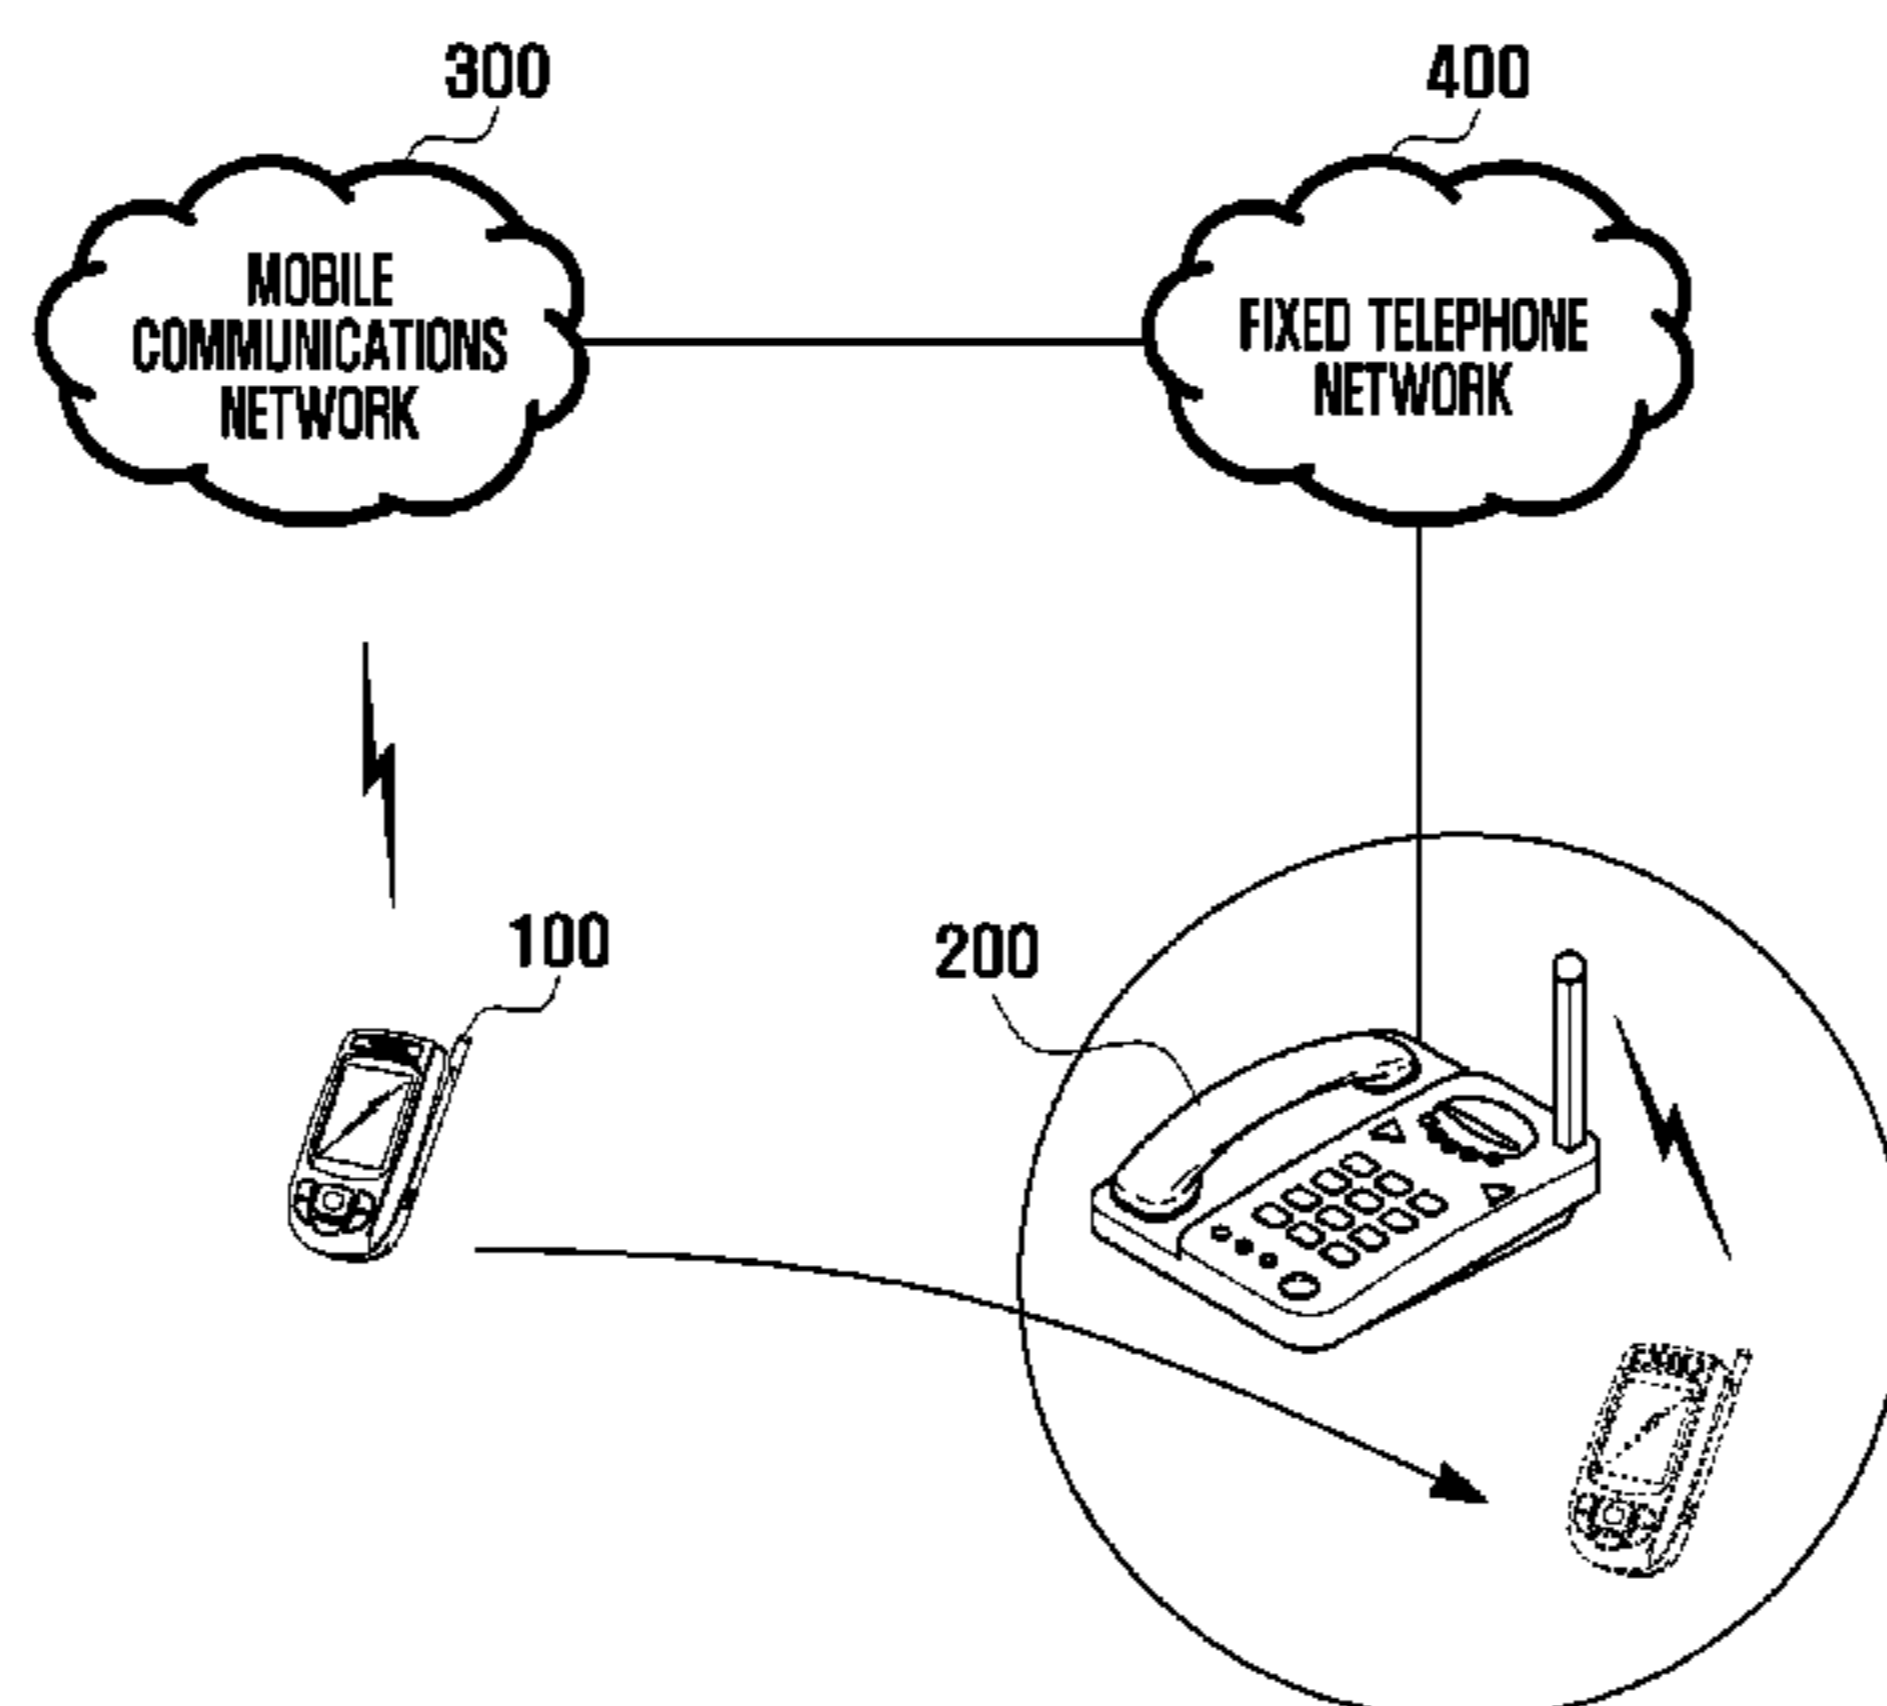 300
400
MOBILE
COMMUNICATIONS
NETWORK
FIXED TELEPHONE
NETWORK
100
200